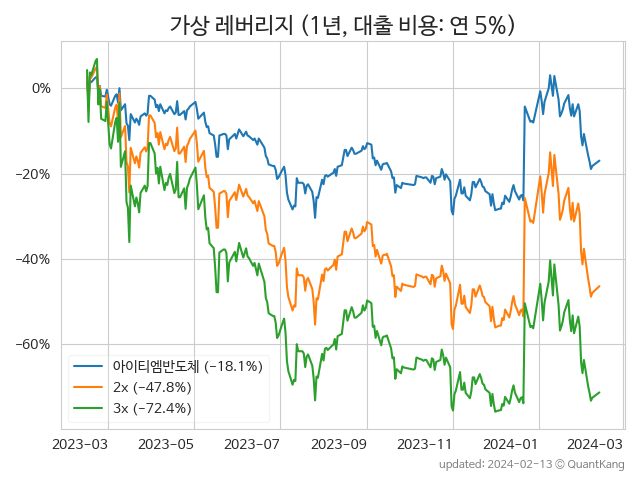 가상 레버리지 (1년, 대출 비용: 연 5%)
0%
−20%
−40%
−60%
아이티엠반도체 (−18.1%)
2x (−47.8%)
3x (−72.4%)
2023−03 2023−05 2023−07 2023−09 2023−11 2024−01 2024−03
updated: 2024−02−13 © QuantKang